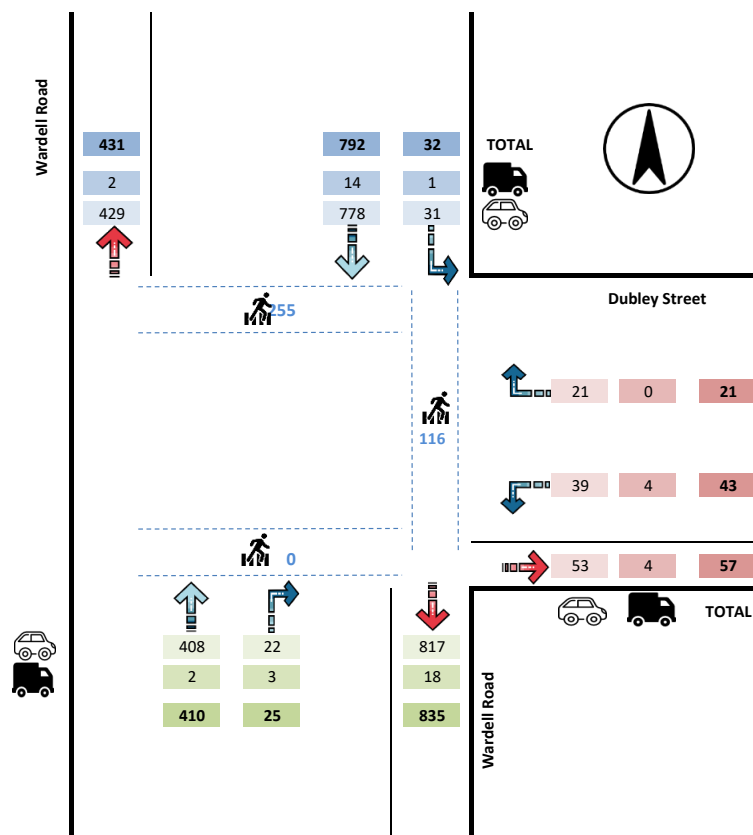 Wardell Road
431 792 32 TOTAL
2 14 1
429 778 31
Dubley Street
255
21 0 21
116
39 4 43
0
53 4 57
TOTAL
408 22 817
2 3 18
410 25 835
Wardell Road